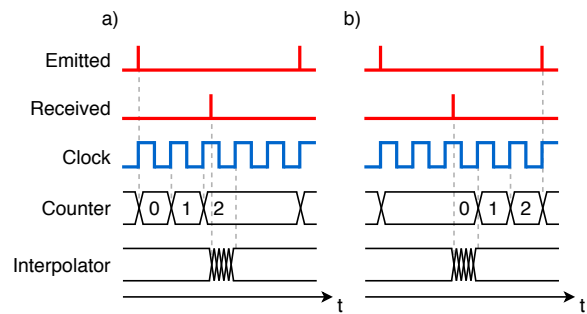 a) b)
Emitted
Received
Clock
Counter 0 1 2 0 1 2
Interpolator
t t